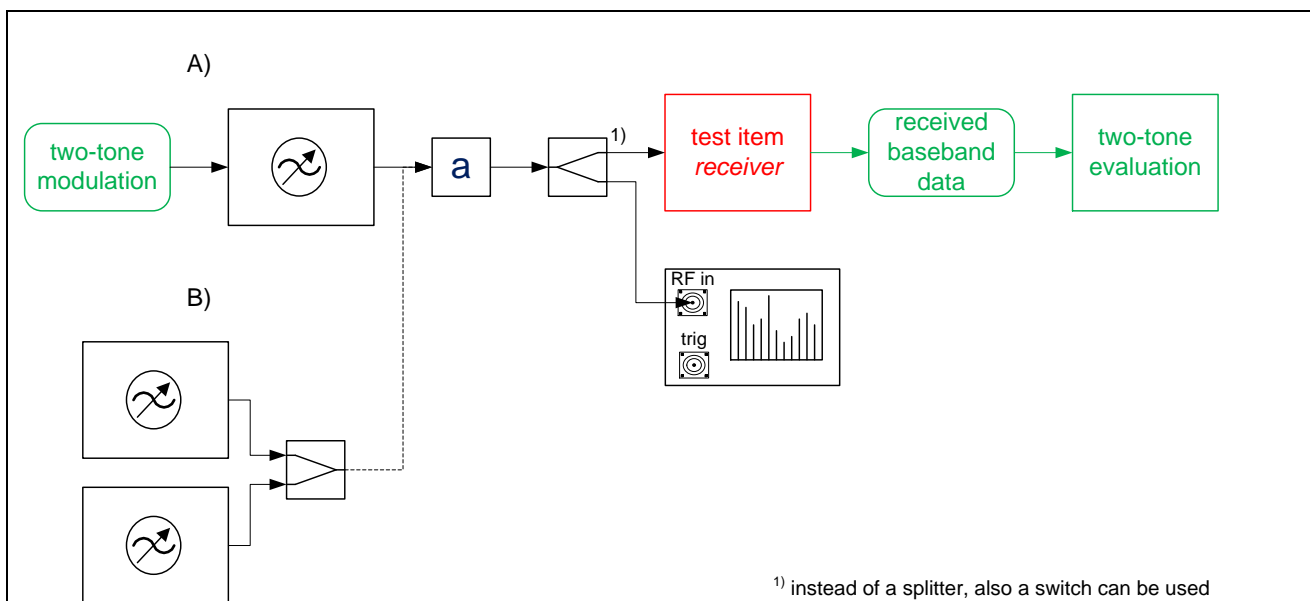 A)
two-tone
modulation
a
1)
test item
receiver
received
baseband
data
two-tone
evaluation
RF in
trig
B)
1) instead of a splitter, also a switch can be used